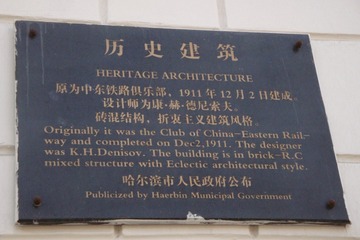 历史建筑
HERITAGE ARCHITECTURE
原为中东铁路俱乐部，1911年12月2日建成。
设计师为康·赫·德尼索夫。
砖混结构，折衷主义建筑风格。
Originally it was the Club of China-Eastern Rail-
way and completed on Dec2,1911. The designer
was K.H.Denisov. The building is in brick-R.C
mixed structure with Eclectic architectural style.
哈尔滨市人民政府公布
Publicized by Haerbin Municipal Government